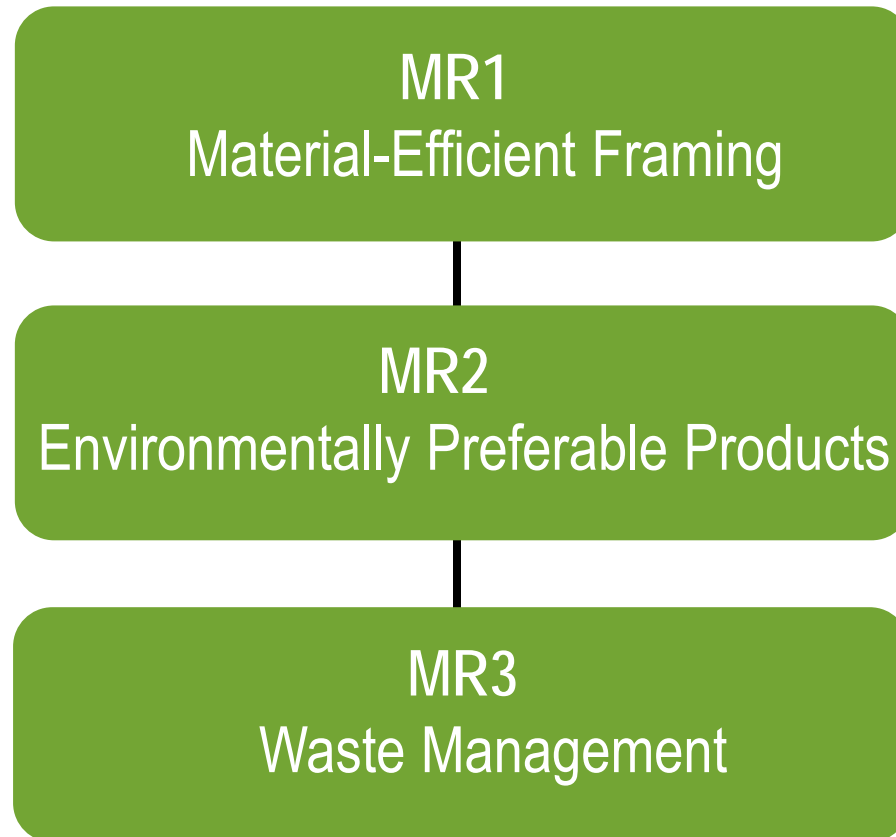 MR1
Material-Efficient Framing
MR2
Environmentally Preferable Products
MR3
Waste Management